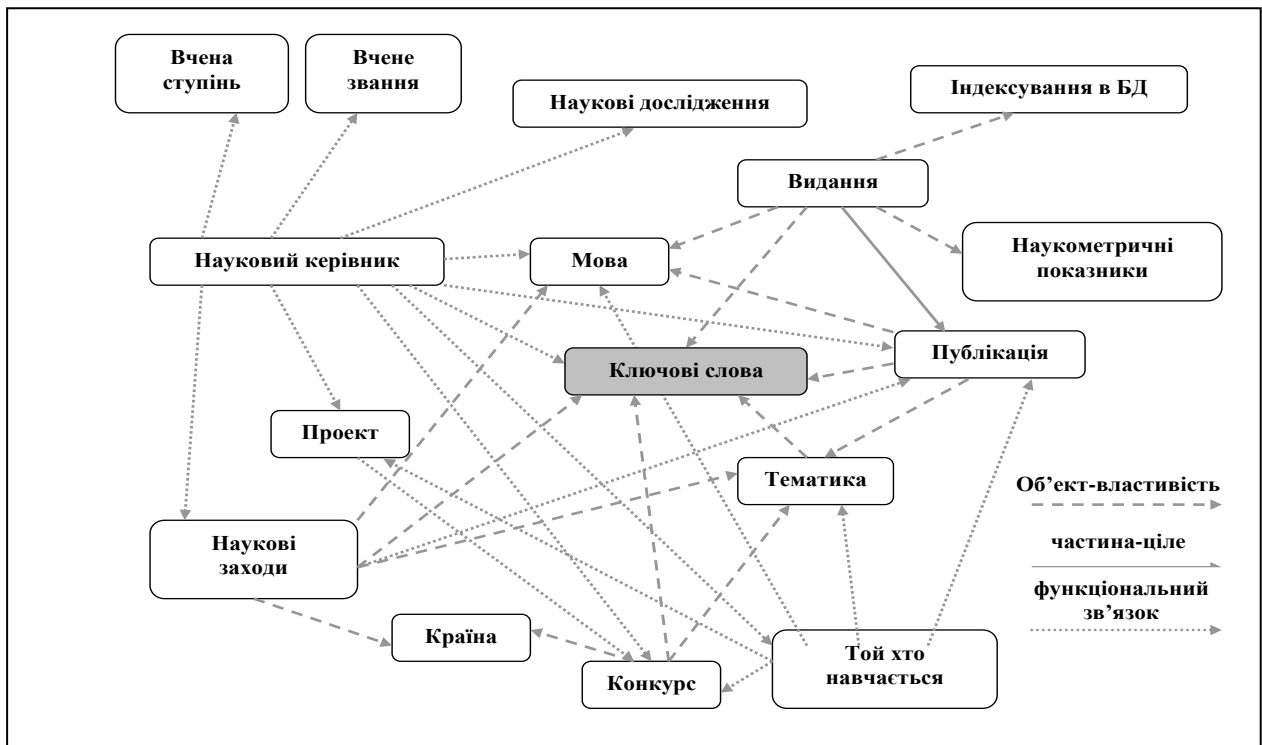 Вчена
ступінь
Вчене
звання
Наукові дослідження
Індексування в БД
Видання
Науковий керівник
Мова
Наукометричні
показники
Публікація
Ключові слова
Проект
Тематика
Об’ект-властивість
частина-ціле
функціональний
зв’язок
Наукові
заходи
Країна
Конкурс
Той хто
навчається